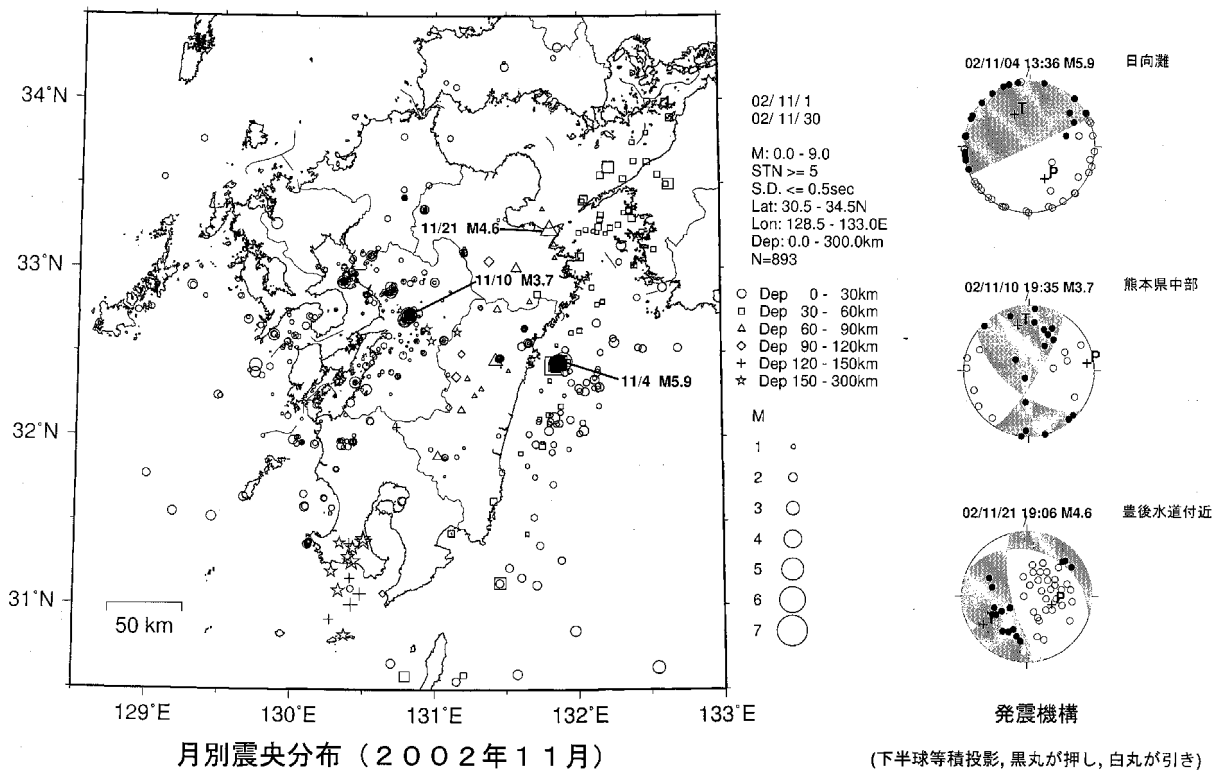 34°N
33°N
32°N
31°N
129°E
130°E
131°E
132°E
133°E
50 km
11/21 M4.6
11/10 M3.7
11/4 M5.9
月別震央分布（２００２年１１月）
02/ 11/ 1
02/ 11/ 30
M: 0.0 - 9.0
STN >= 5
S.D. <= 0.5sec
Lat: 30.5 - 34.5N
Lon: 128.5 - 133.0E
Dep: 0.0 - 300.0km
N=893
Dep 0 - 30km
Dep 30 - 60km
Dep 60 - 90km
Dep 90 - 120km
Dep 120 - 150km
Dep 150 - 300km
M
1
2
3
4
5
6
7
02/11/04 13:36 M5.9 日向灘
T
P
02/11/10 19:35 M3.7 熊本県中部
T
P
02/11/21 19:06 M4.6 豊後水道付近
P
発震機構
(下半球等積投影, 黒丸が押し, 白丸が引き)